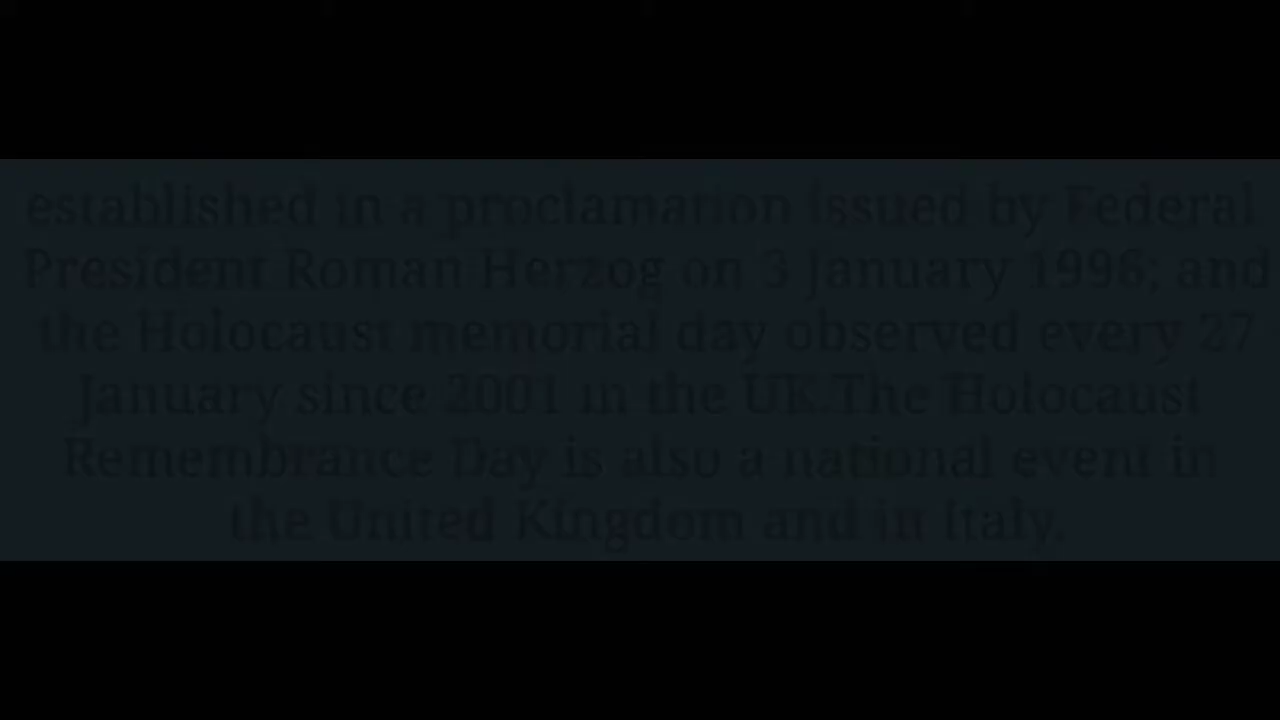 established in a proclamation issued by Federal
President Roman Herzog on 3 January 1996; and
the Holocaust memorial day observed every 27
January since 2001 in the UK.The Holocaust
Remembrance Day is also a national event in
the United Kingdom and in Italy.